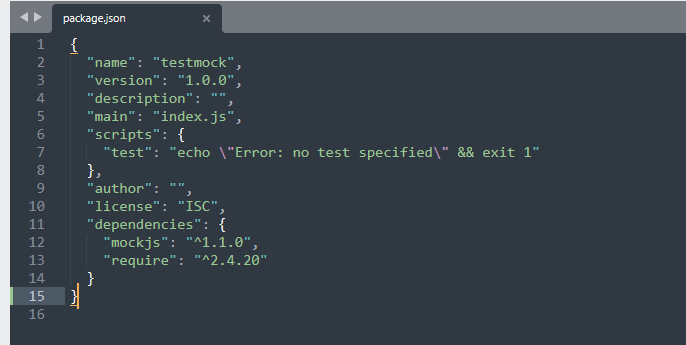 package.json ×
1 {
2 "name": "testmock",
3 "version": "1.0.0",
4 "description": "",
5 "main": "index.js",
6 "scripts": {
7 "test": "echo \"Error: no test specified\" && exit 1"
8 },
9 "author": "",
10 "license": "ISC",
11 "dependencies": {
12 "mockjs": "^1.1.0",
13 "require": "^2.4.20"
14 }
15 }
16